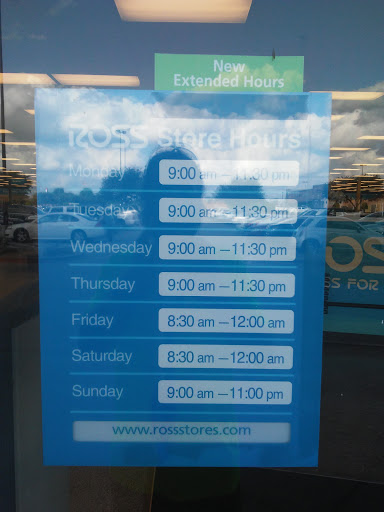 New
Extended Hours
ROSS Store Hours
Monday 9:00 am – 11:30 pm
Tuesday 9:00 am – 11:30 pm
Wednesday 9:00 am – 11:30 pm
Thursday 9:00 am – 11:30 pm
Friday 8:30 am – 12:00 am
Saturday 8:30 am – 12:00 am
Sunday 9:00 am – 11:00 pm
www.rossstores.com
ROSS
SS FOR